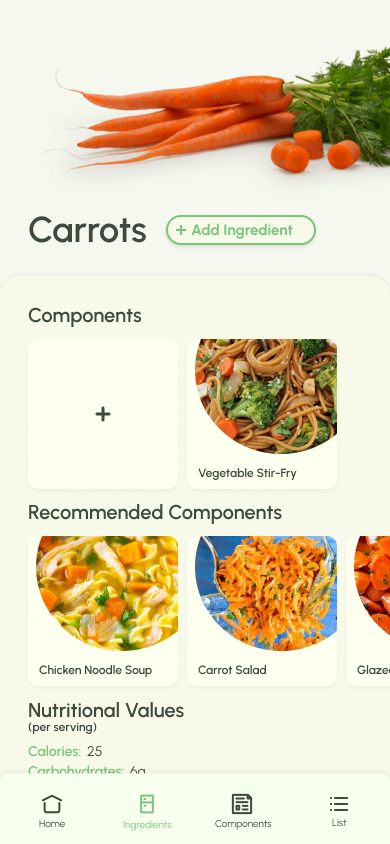 Carrots
+ Add Ingredient
Components
+
Vegetable Stir-Fry
Recommended Components
Chicken Noodle Soup
Carrot Salad
Glaze
Nutritional Values
(per serving)
Calories: 25
Carbohydrates: 6g
Home
Ingredients
Components
List